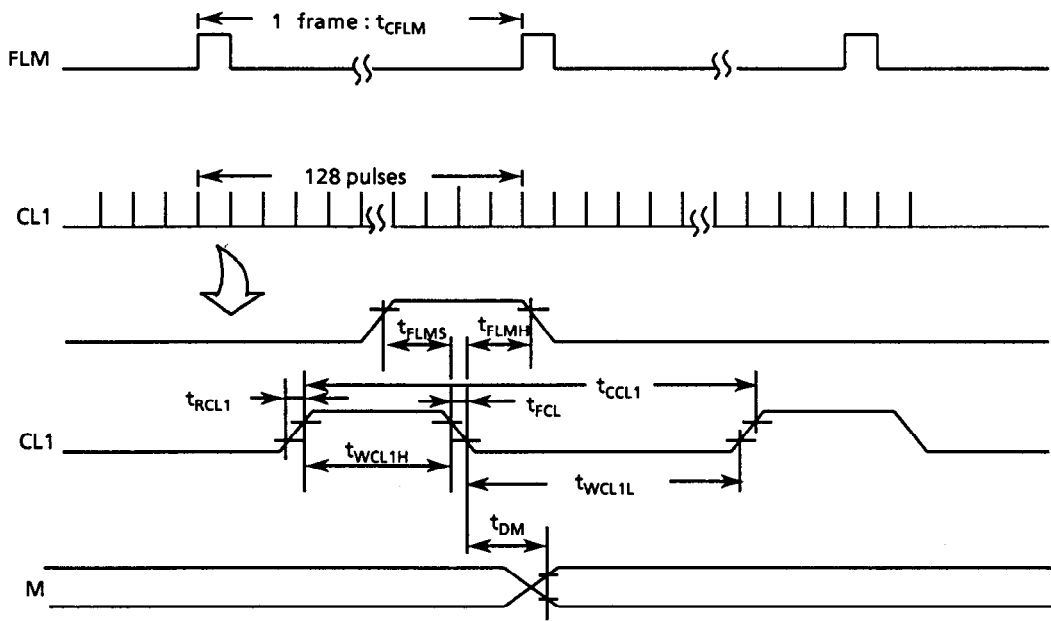 1 frame : tCFLM
FLM
128 pulses
CL1
tFLMS
tFLMH
tRCL1
tFCL
tCCL1
CL1
tWCL1H
tWCL1L
tDM
M